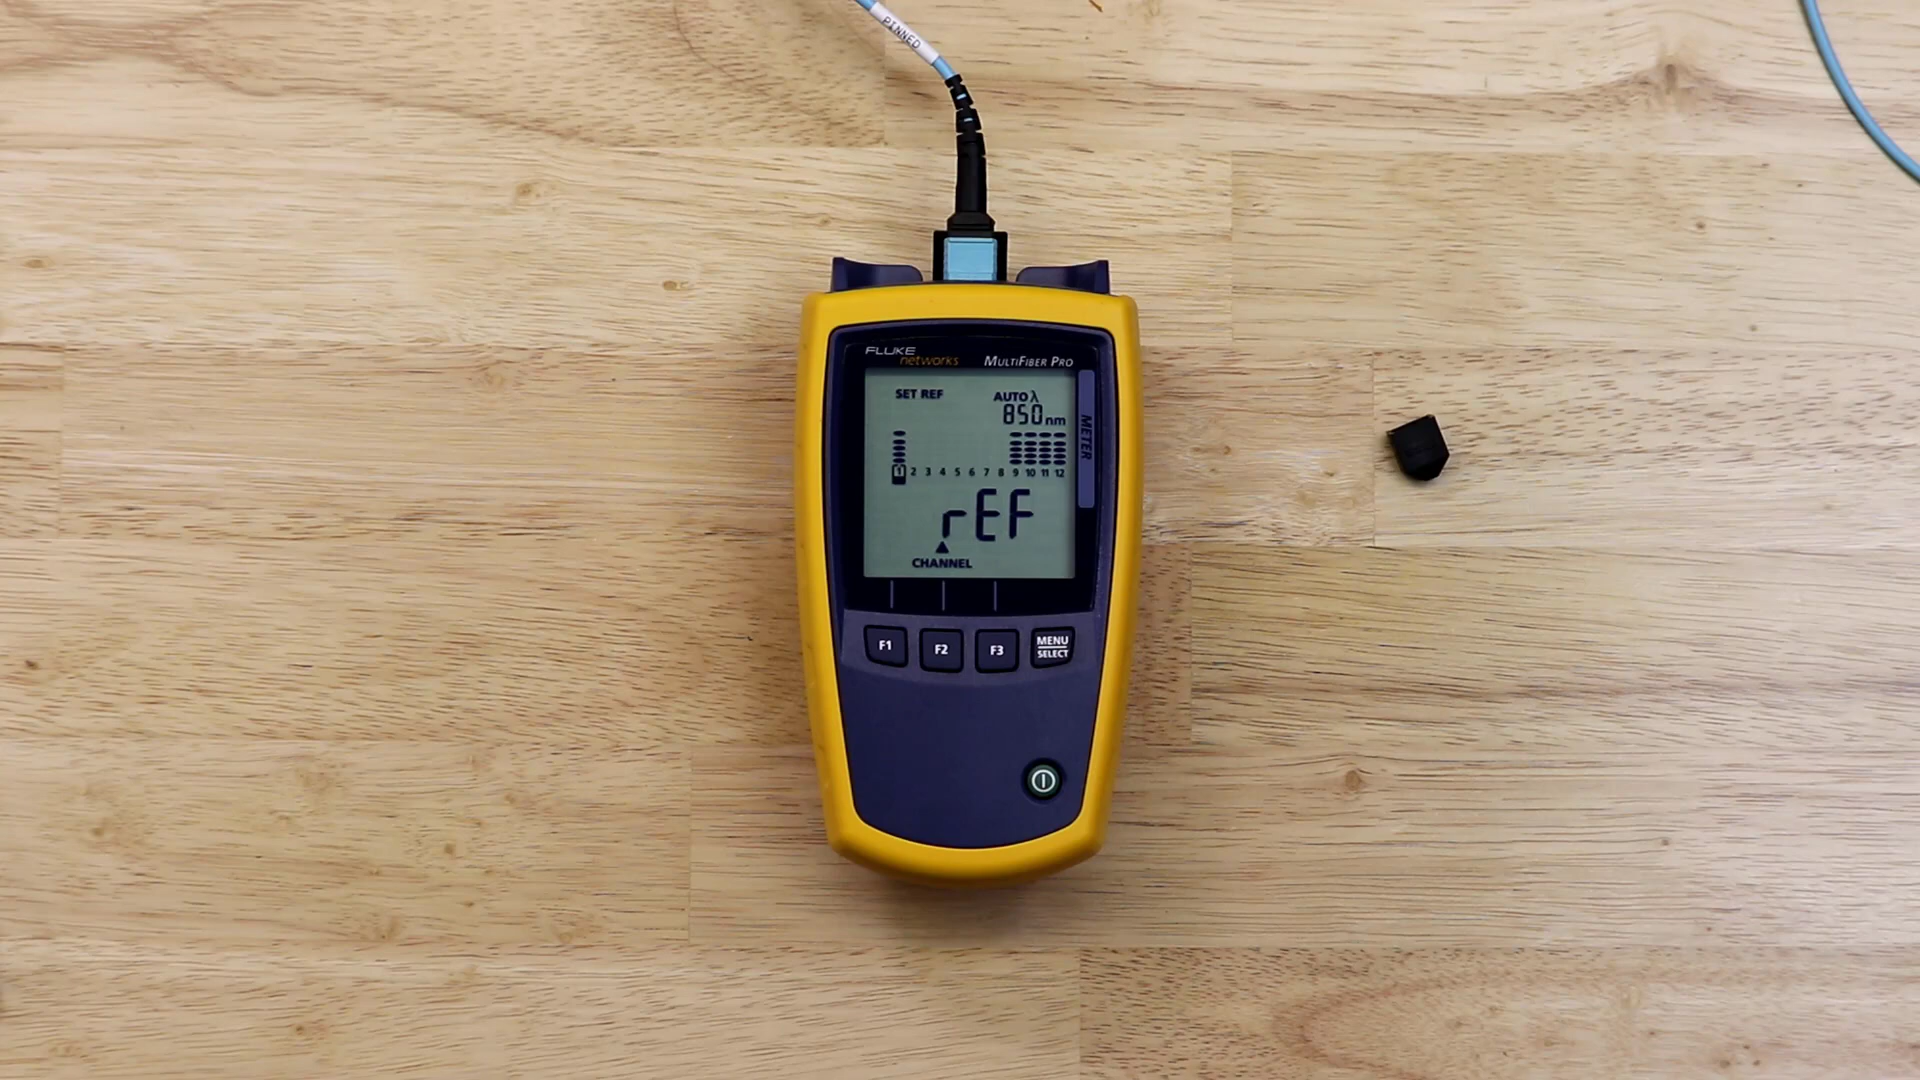 PINNED
FLUKE
networks
MULTIFIBER PRO
SET REF
AUTO λ
850nm
METER
1 2 3 4 5 6 7 8 9 10 11 12
rEF
CHANNEL
F1 F2 F3 MENU
SELECT